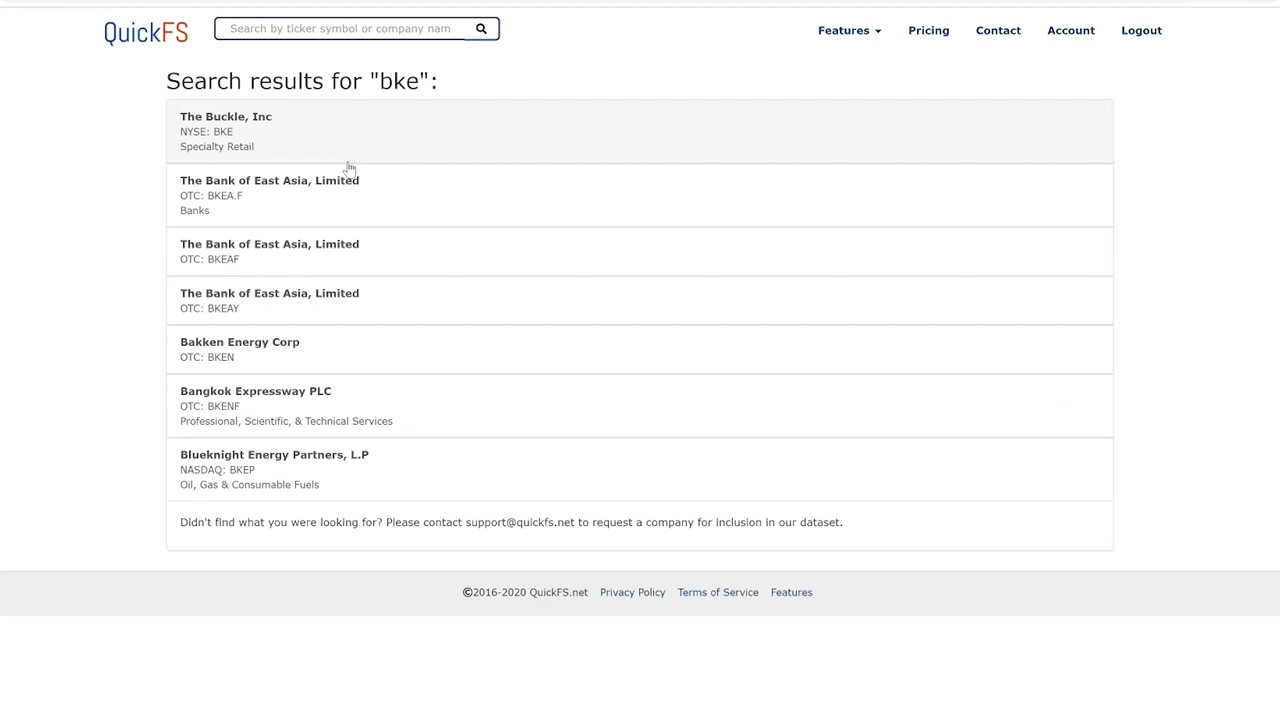 QuickFS
Search by ticker symbol or company nam
Features
Pricing
Contact
Account
Logout
Search results for "bke":
The Buckle, Inc
NYSE: BKE
Specialty Retail
The Bank of East Asia, Limited
OTC: BKEA.F
Banks
The Bank of East Asia, Limited
OTC: BKEAF
The Bank of East Asia, Limited
OTC: BKEAY
Bakken Energy Corp
OTC: BKEN
Bangkok Expressway PLC
OTC: BKENF
Professional, Scientific, & Technical Services
Blueknight Energy Partners, L.P
NASDAQ: BKEP
Oil, Gas & Consumable Fuels
Didn't find what you were looking for? Please contact support@quickfs.net to request a company for inclusion in our dataset.
©2016-2020 QuickFS.net Privacy Policy Terms of Service Features